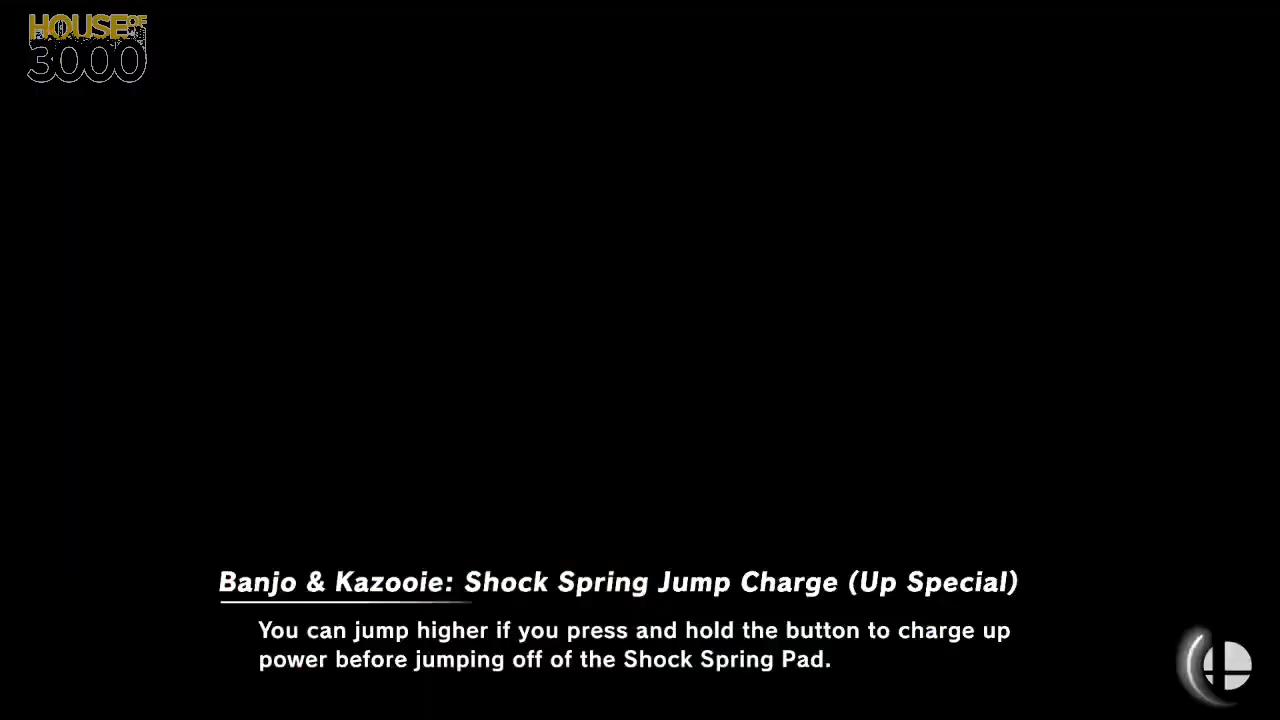 HOUSE OF
3000
Banjo & Kazooie: Shock Spring Jump Charge (Up Special)
You can jump higher if you press and hold the button to charge up
power before jumping off of the Shock Spring Pad.